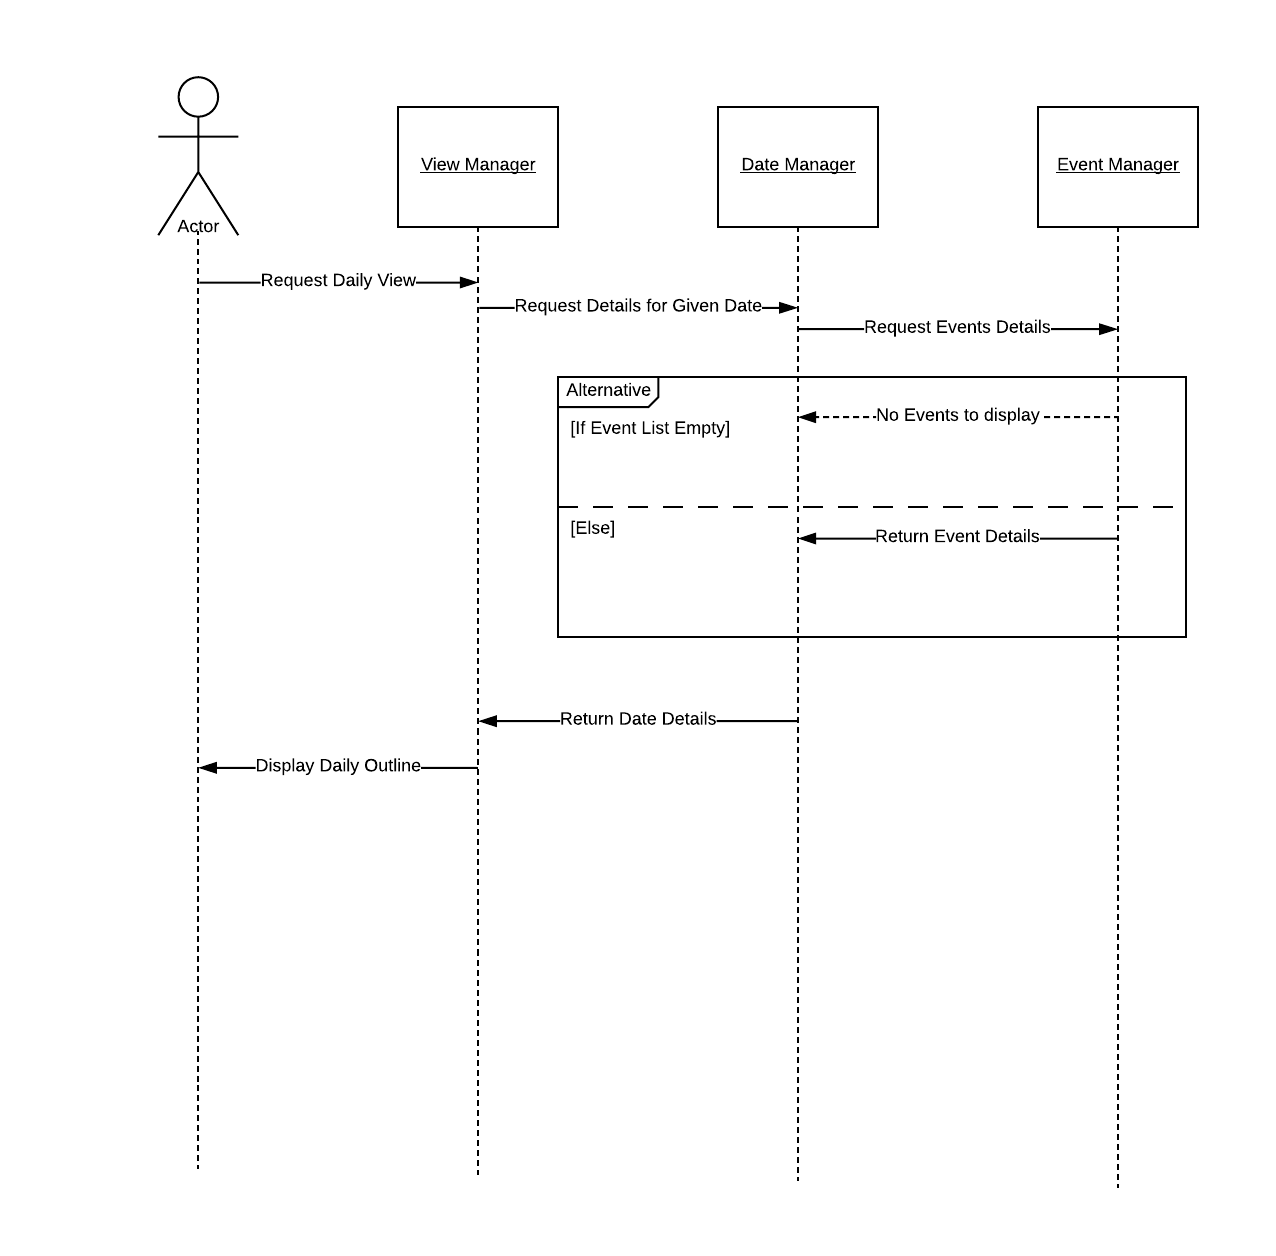 Actor
View Manager
Date Manager
Event Manager
Request Daily View
Request Details for Given Date
Request Events Details
Alternative
No Events to display
[If Event List Empty]
[Else]
Return Event Details
Return Date Details
Display Daily Outline